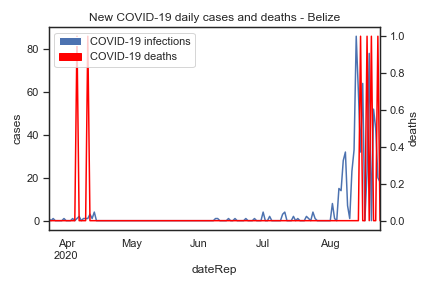 New COVID-19 daily cases and deaths - Belize
COVID-19 infections
COVID-19 deaths
80
60
40
20
0
cases
1.0
0.8
0.6
0.4
0.2
0.0
deaths
Apr
2020
May
Jun
Jul
Aug
dateRep